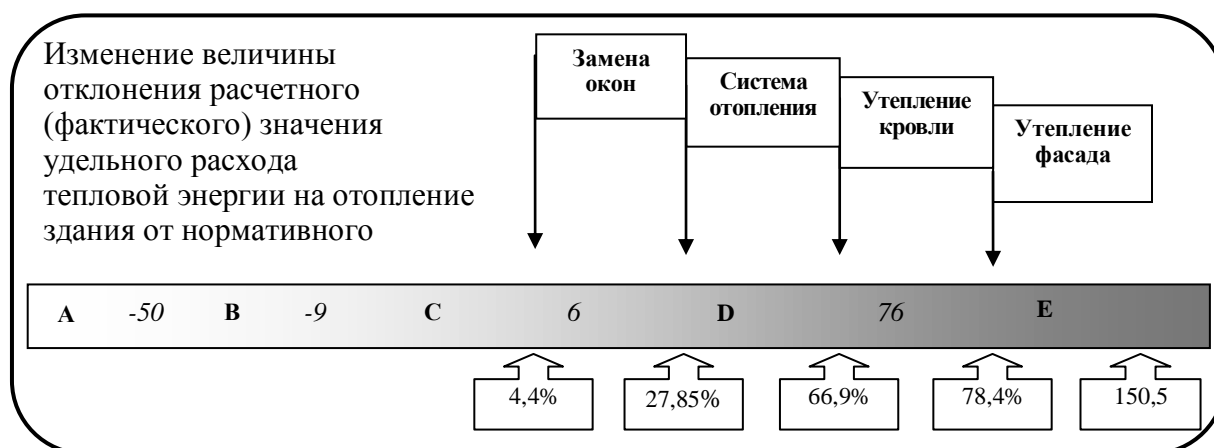 Изменение величины
отклонения расчетного
(фактического) значения
удельного расхода
тепловой энергии на отопление
здания от нормативного
Замена
окон
Система
отопления
Утепление
кровли
Утепление
фасада
A -50 B -9 C 6 D 76 E
4,4% 27,85% 66,9% 78,4% 150,5